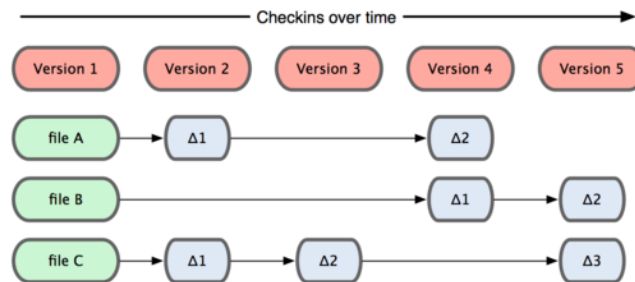 Checkins over time
Version 1 Version 2 Version 3 Version 4 Version 5
file A Δ1 Δ2
file B Δ1 Δ2
file C Δ1 Δ2 Δ3